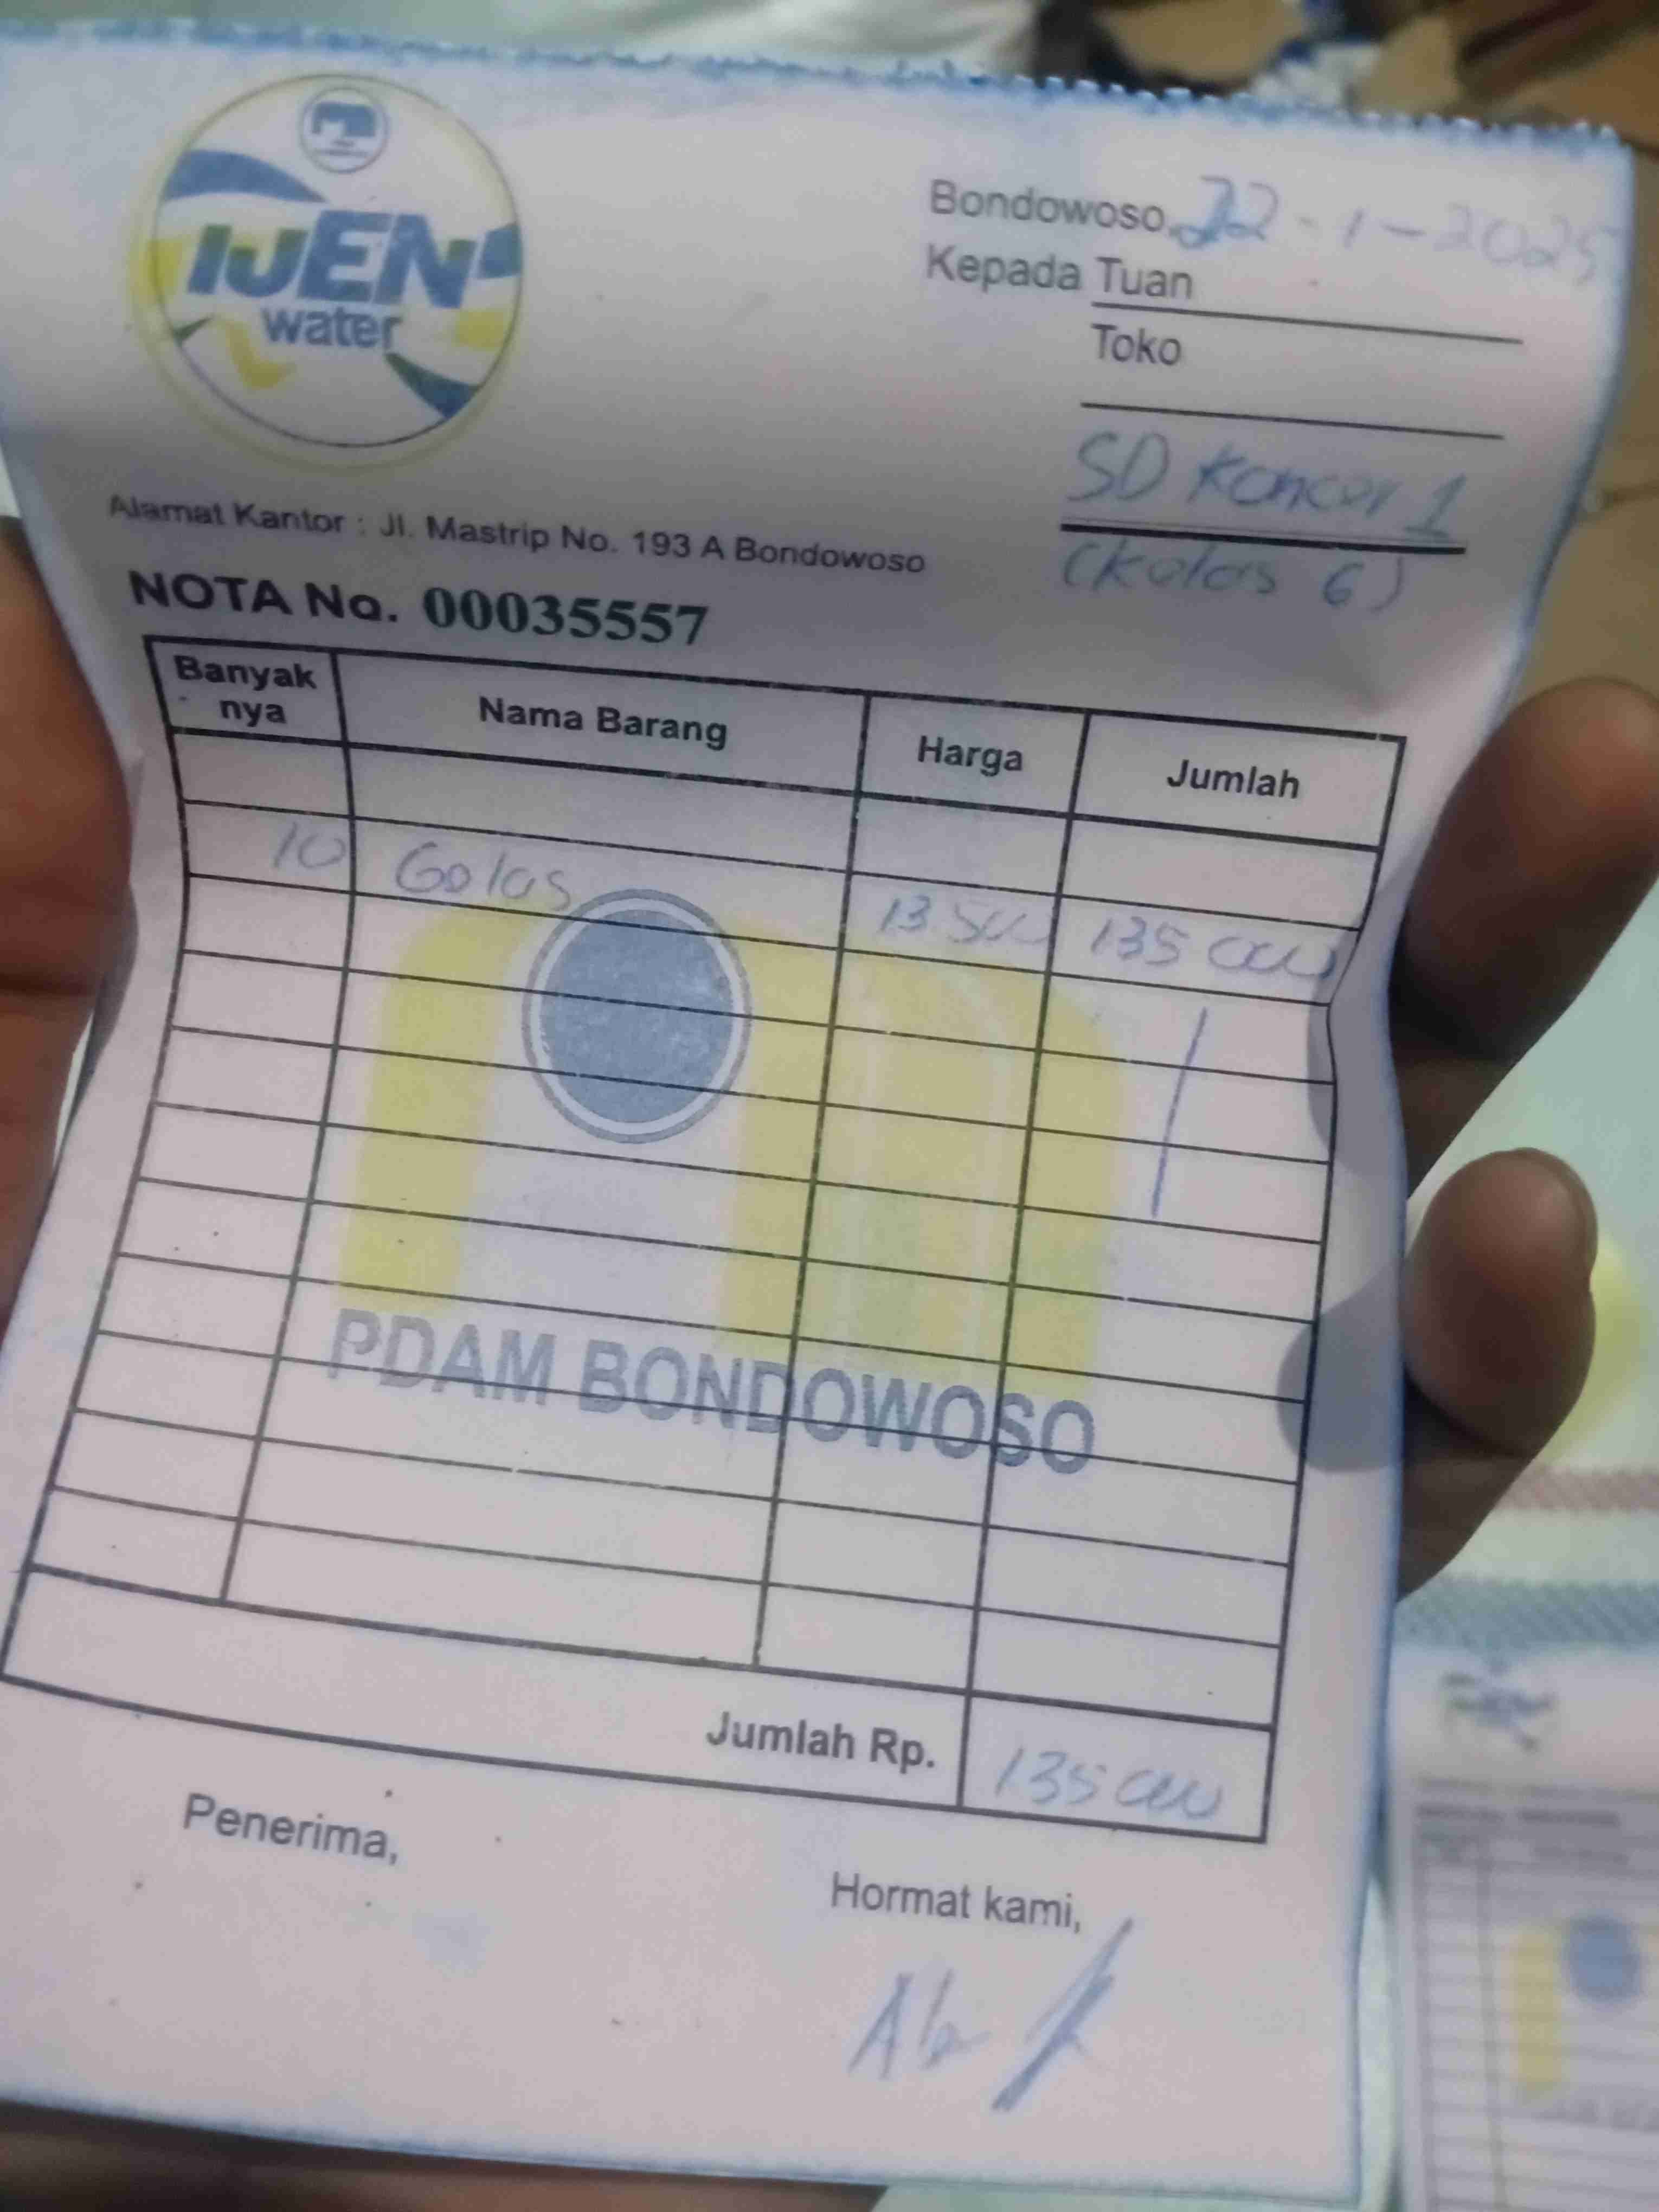 IJEN
water
Bondowoso, 22-1-2025
Kepada Tuan
Toko
SD Koncer 1
(Kelas 6)
Alamat Kantor : Jl. Mastrip No. 193 A Bondowoso
NOTA No. 00035557
Banyak nya Nama Barang Harga Jumlah
10 Gelas 13 500 135 000
PDAM BONDOWOSO
Jumlah Rp. 135 000
Penerima,
Hormat kami,